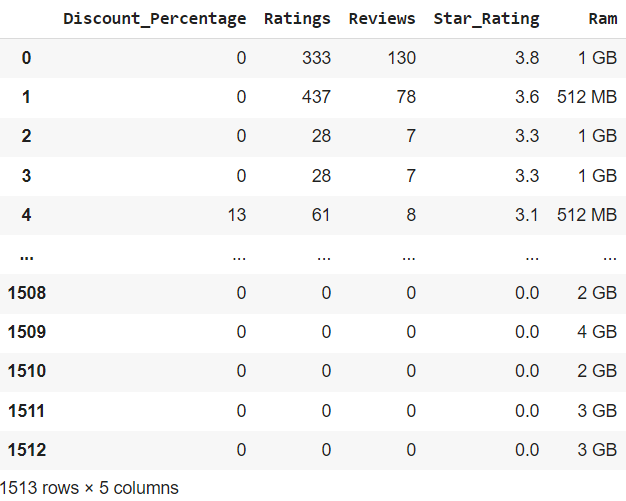 Discount_Percentage Ratings Reviews Star_Rating Ram
0 0 333 130 3.8 1 GB
1 0 437 78 3.6 512 MB
2 0 28 7 3.3 1 GB
3 0 28 7 3.3 1 GB
4 13 61 8 3.1 512 MB
... ... ... ... ... ...
1508 0 0 0 0.0 2 GB
1509 0 0 0 0.0 4 GB
1510 0 0 0 0.0 2 GB
1511 0 0 0 0.0 3 GB
1512 0 0 0 0.0 3 GB
1513 rows × 5 columns